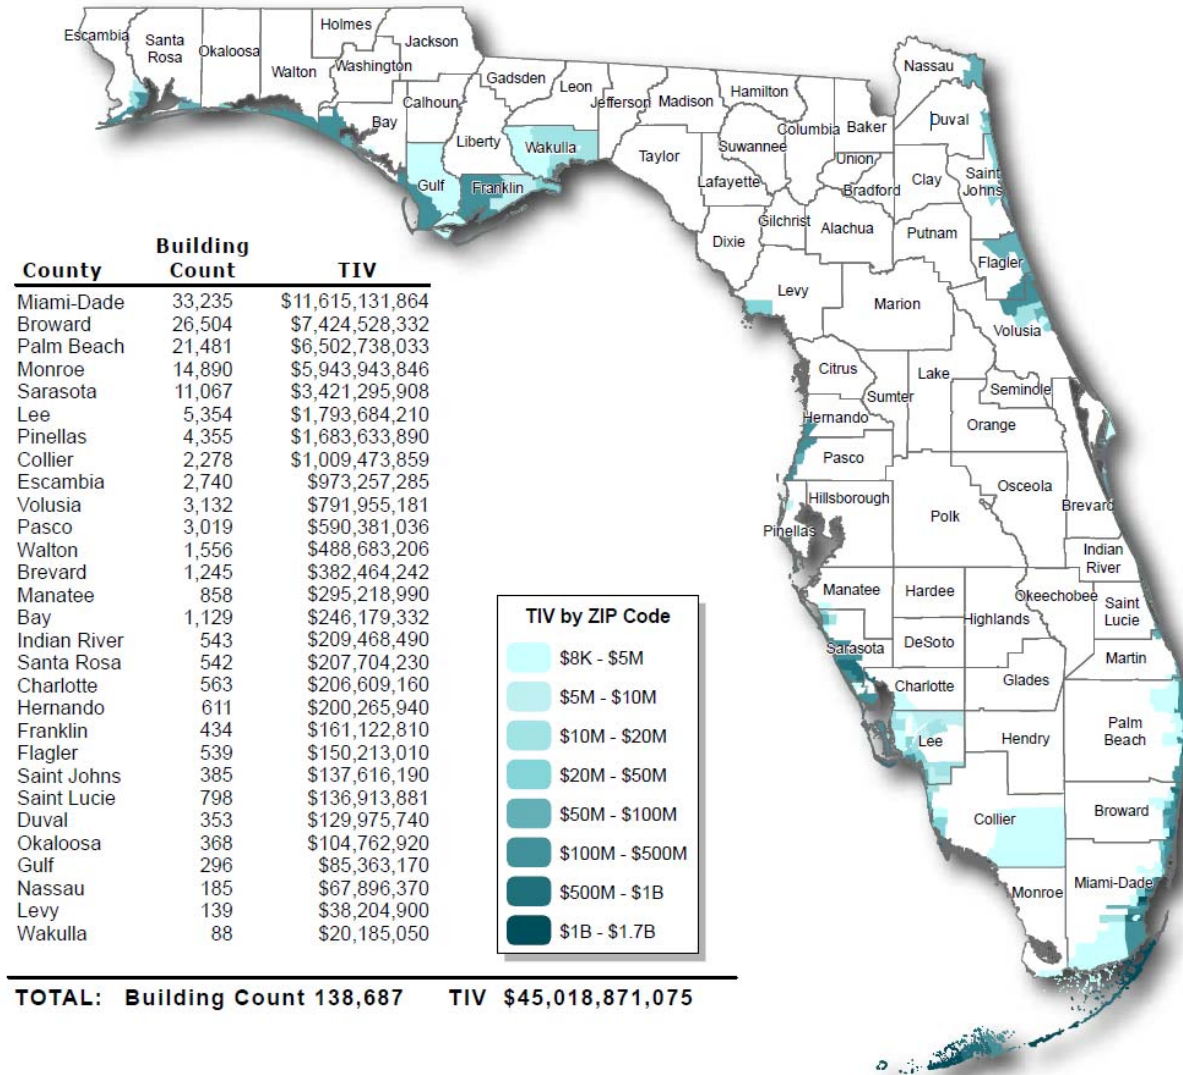 Escambia
Santa
Rosa
Okaloosa
Walton
Holmes
Washington
Jackson
Bay
Calhoun
Gulf
Liberty
Gadsden
Franklin
Leon
Wakulla
Jefferson
Madison
Taylor
Hamilton
Suwannee
Lafayette
Dixie
Columbia
Gilchrist
Baker
Union
Bradford
Alachua
Levy
Nassau
Duval
Clay
Saint
Johns
Putnam
Flagler
Marion
Volusia
Citrus
Sumter
Lake
Seminole
Hernando
Orange
Pasco
Osceola
Hillsborough
Pinellas
Polk
Brevard
Indian
River
Manatee
Hardee
Highlands
Okeechobee
Saint
Lucie
Sarasota
DeSoto
Martin
Charlotte
Glades
Lee
Hendry
Palm
Beach
Collier
Broward
Monroe
Miami-Dade
County Building Count TIV
Miami-Dade 33,235 $11,615,131,864
Broward 26,504 $7,424,528,332
Palm Beach 21,481 $6,502,738,033
Monroe 14,890 $5,943,943,846
Sarasota 11,067 $3,421,295,908
Lee 5,354 $1,793,684,210
Pinellas 4,355 $1,683,633,890
Collier 2,278 $1,009,473,859
Escambia 2,740 $973,257,285
Volusia 3,132 $791,955,181
Pasco 3,019 $590,381,036
Walton 1,556 $488,683,206
Brevard 1,245 $382,464,242
Manatee 858 $295,218,990
Bay 1,129 $246,179,332
Indian River 543 $209,468,490
Santa Rosa 542 $207,704,230
Charlotte 563 $206,609,160
Hernando 611 $200,265,940
Franklin 434 $161,122,810
Flagler 539 $150,213,010
Saint Johns 385 $137,616,190
Saint Lucie 798 $136,913,881
Duval 353 $129,975,740
Okaloosa 368 $104,762,920
Gulf 296 $85,363,170
Nassau 185 $67,896,370
Levy 139 $38,204,900
Wakulla 88 $20,185,050
TIV by ZIP Code
$8K - $5M
$5M - $10M
$10M - $20M
$20M - $50M
$50M - $100M
$100M - $500M
$500M - $1B
$1B - $1.7B
TOTAL: Building Count 138,687 TIV $45,018,871,075